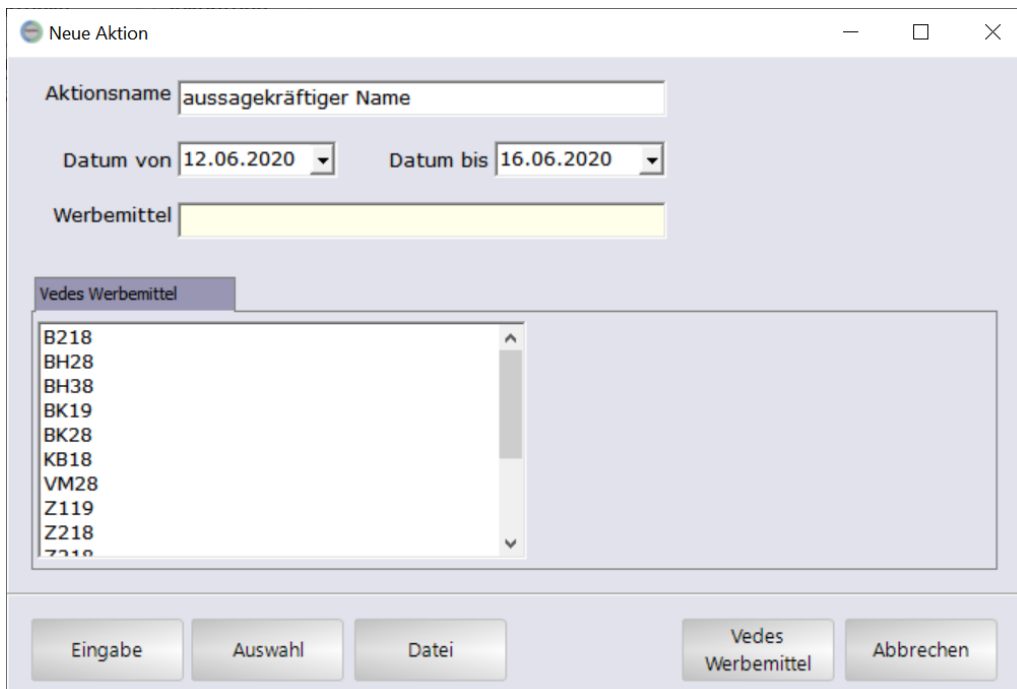 Neue Aktion
Aktionsname aussagekräftiger Name
Datum von 12.06.2020 Datum bis 16.06.2020
Werbemittel
Vedes Werbemittel
B218
BH28
BH38
BK19
BK28
KB18
VM28
Z119
Z218
Eingabe Auswahl Datei Vedes Werbemittel Abbrechen